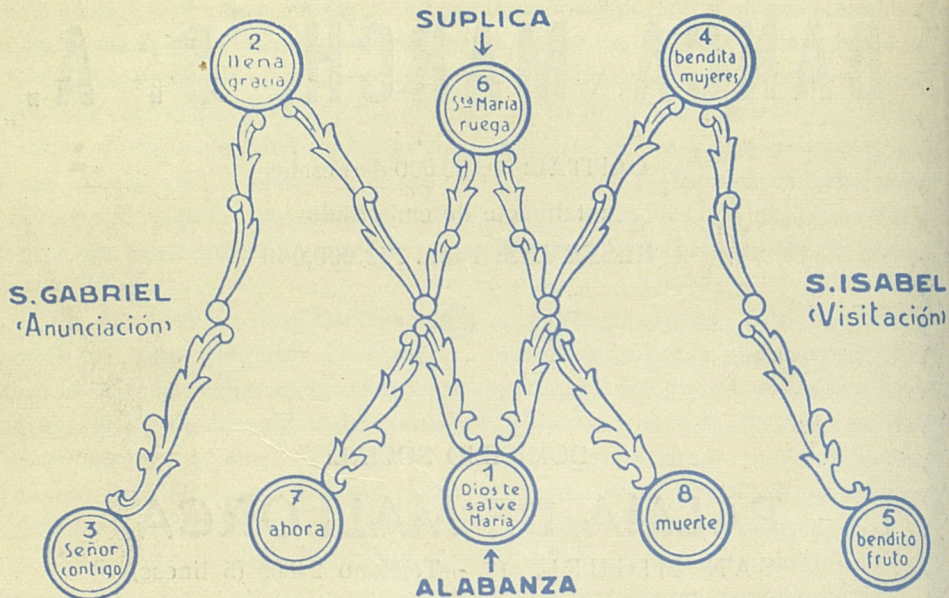 SUPLICA
2
llena
gracia
4
bendita
mujeres
6
Sta Maria
ruega
S. GABRIEL
(Anunciación)
S. ISABEL
(Visitación)
1
Dios te
salve
Maria
7
ahora
8
muerte
3
Señor
contigo
5
bendito
fruto
ALABANZA